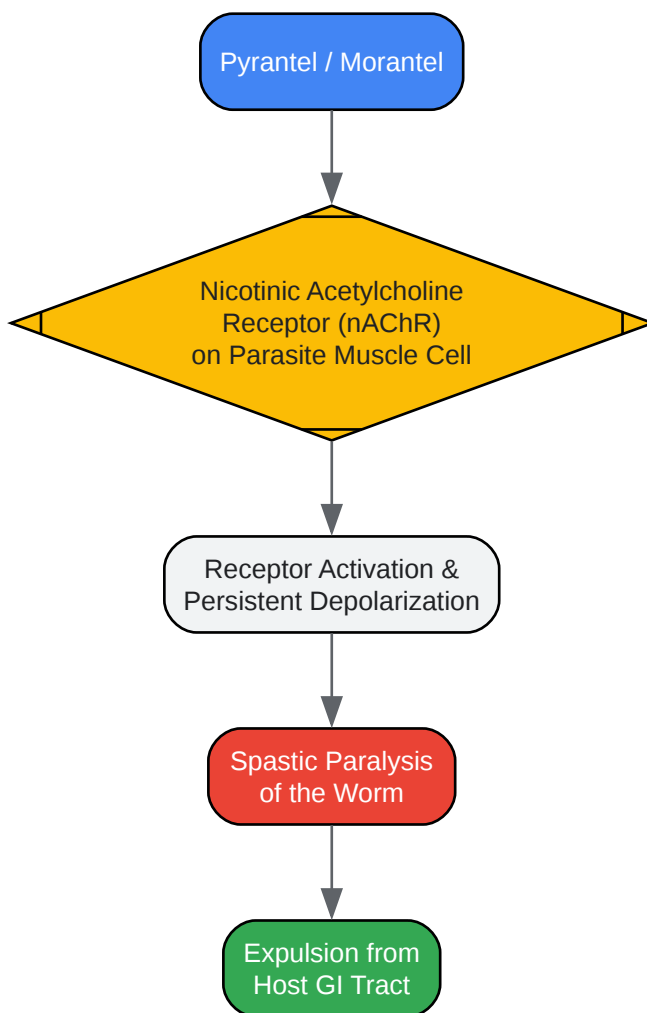 Pyrantel / Morantel
Nicotinic Acetylcholine
Receptor (nAChR)
on Parasite Muscle Cell
Receptor Activation &
Persistent Depolarization
Spastic Paralysis
of the Worm
Expulsion from
Host GI Tract